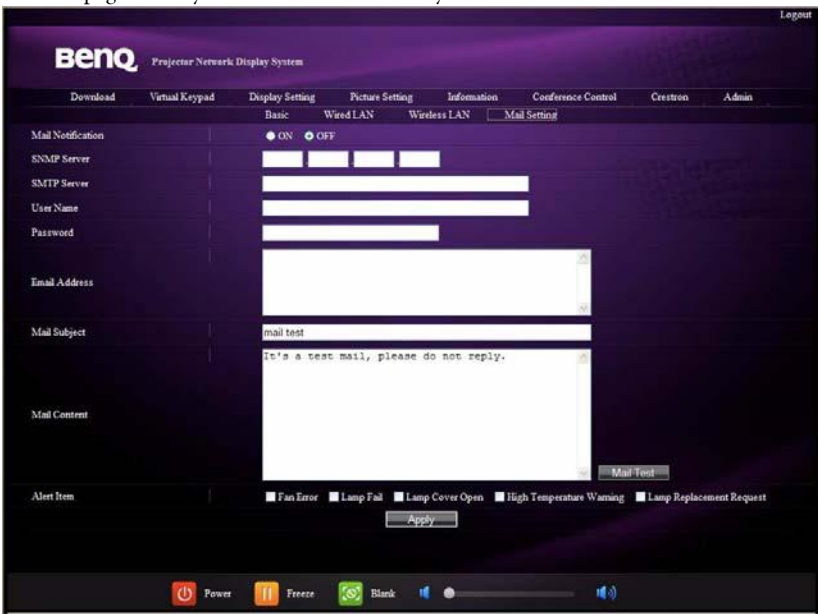 Logout
BenQ Projector Network Display System
Download Virtual Keypad Display Setting Picture Setting Information Conference Control Crestron Admin
Basic Wired LAN Wireless LAN Mail Setting
Mail Notification ON OFF
SNMP Server . . .
SMTP Server
User Name
Password
Email Address
Mail Subject mail test
It's a test mail, please do not reply.
Mail Content
Mail Test
Alert Item Fan Error Lamp Fail Lamp Cover Open High Temperature Warning Lamp Replacement Request
Apply
Power Freeze Blank